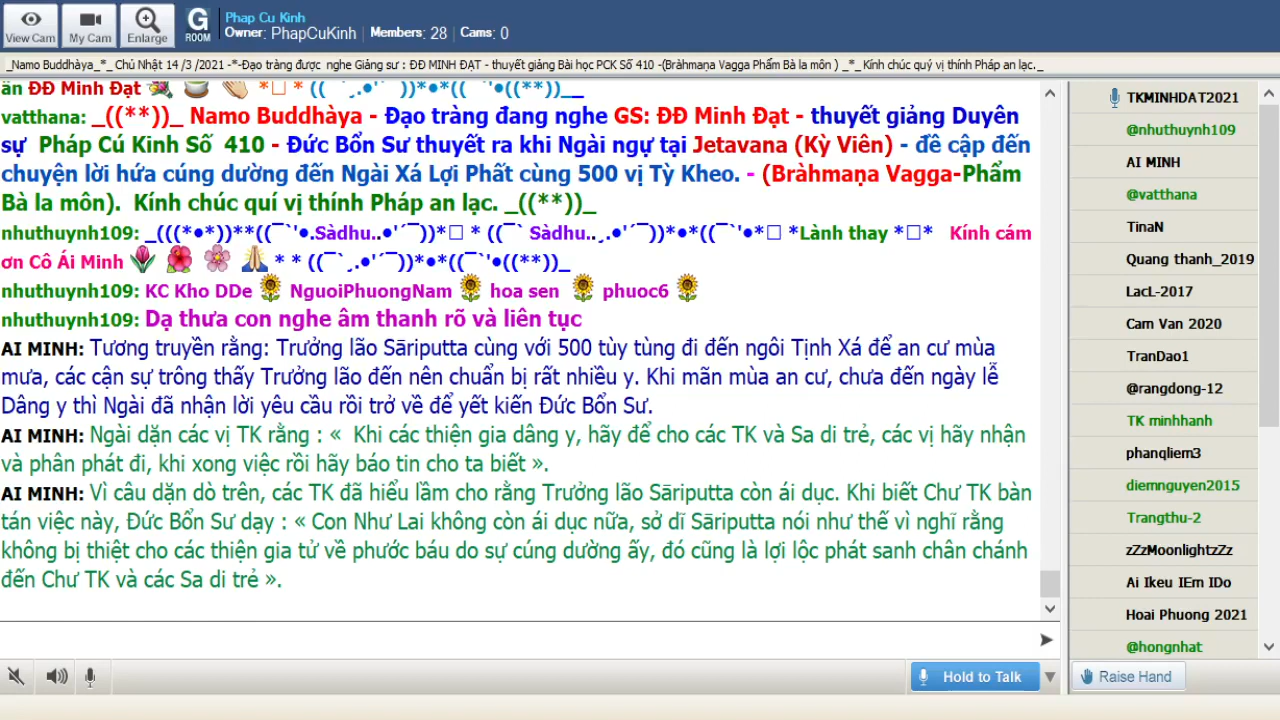 View Cam
My Cam
Enlarge
G
ROOM
Phap Cu Kinh
Owner: PhapCuKinh | Members: 28 | Cams: 0
_Namo Buddhàya_*_ Chủ Nhật 14 /3 /2021 -*-Đạo tràng được nghe Giảng sư : ĐĐ MINH ĐẠT - thuyết giảng Bài học PCK Số 410 -(Bràhmaṇa Vagga Phẩm Bà la môn ) _*_Kính chúc quý vị thính Pháp an lạc._
ân ĐĐ Minh Đạt
vatthana: _((**))_ Namo Buddhàya - Đạo tràng đang nghe GS: ĐĐ Minh Đạt - thuyết giảng Duyên
sự Pháp Cú Kinh Số 410 - Đức Bổn Sư thuyết ra khi Ngài ngự tại Jetavana (Kỳ Viên) - đề cập đến
chuyện lời hứa cúng dường đến Ngài Xá Lợi Phất cùng 500 vị Tỳ Kheo. - (Bràhmaṇa Vagga-Phẩm
Bà la môn). Kính chúc quí vị thính Pháp an lạc. _((**))_
nhuthuynh109: _(((*•*))**((¯`'•.Sàdhu..•'´¯))*□ * ((¯` Sàdhu..¸.•'´¯))*•*((¯`'•*□ *Lành thay *□* Kính cám
ơn Cô Ái Minh 🌷 🌺 🌸 🙏 * * ((¯`¸.•'´¯))*•*((¯`'•((**))_
nhuthuynh109: KC Kho DDe 🌻 NguoiPhuongNam 🌻 hoa sen 🌻 phuoc6 🌻
nhuthuynh109: Dạ thưa con nghe âm thanh rõ và liên tục
AI MINH: Tương truyền rằng: Trưởng lão Sāriputta cùng với 500 tùy tùng đi đến ngôi Tịnh Xá để an cư mùa
mưa, các cận sự trông thấy Trưởng lão đến nên chuẩn bị rất nhiều y. Khi mãn mùa an cư, chưa đến ngày lễ
Dâng y thì Ngài đã nhận lời yêu cầu rồi trở về để yết kiến Đức Bổn Sư.
AI MINH: Ngài dặn các vị TK rằng : « Khi các thiện gia dâng y, hãy để cho các TK và Sa di trẻ, các vị hãy nhận
và phân phát đi, khi xong việc rồi hãy báo tin cho ta biết ».
AI MINH: Vì câu dặn dò trên, các TK đã hiểu lầm cho rằng Trưởng lão Sāriputta còn ái dục. Khi biết Chư TK bàn
tán việc này, Đức Bổn Sư dạy : « Con Như Lai không còn ái dục nữa, sở dĩ Sāriputta nói như thế vì nghĩ rằng
không bị thiệt cho các thiện gia tử về phước báu do sự cúng dường ấy, đó cũng là lợi lộc phát sanh chân chánh
đến Chư TK và các Sa di trẻ ».
Hold to Talk
TKMINHDAT2021
@nhuthuynh109
AI MINH
@vatthana
TinaN
Quang thanh_2019
LacL-2017
Cam Van 2020
TranDao1
@rangdong-12
TK minhhanh
phanqliem3
diemnguyen2015
Trangthu-2
zZzMoonlightzZz
Ai Ikeu IEm IDo
Hoai Phuong 2021
@hongnhat
Raise Hand